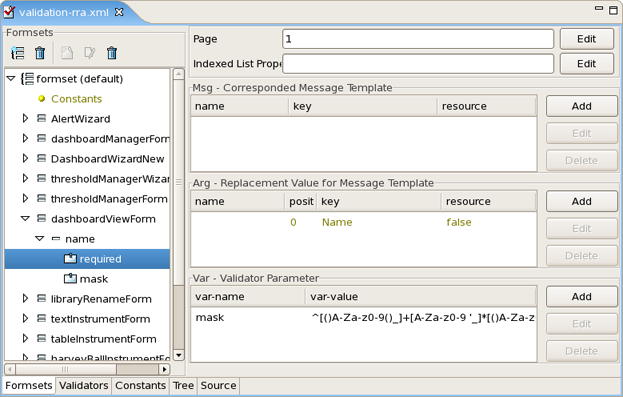 validation-rra.xml
Formsets
formset (default)
Constants
AlertWizard
dashboardManagerForm
DashboardWizardNew
thresholdManagerWizar
thresholdManagerForm
dashboardViewForm
name
required
mask
libraryRenameForm
textInstrumentForm
tableInstrumentForm
harveyBallInstrumentFo
Page 1 Edit
Indexed List Prope Edit
Msg - Corresponded Message Template
name key resource
Add
Edit
Delete
Arg - Replacement Value for Message Template
name posit key resource
0 Name false
Add
Edit
Delete
Var - Validator Parameter
var-name var-value
mask ^[()A-Za-z0-9()_]+[A-Za-z0-9 '_]*[()A-Za-z
Add
Edit
Delete
Formsets Validators Constants Tree Source